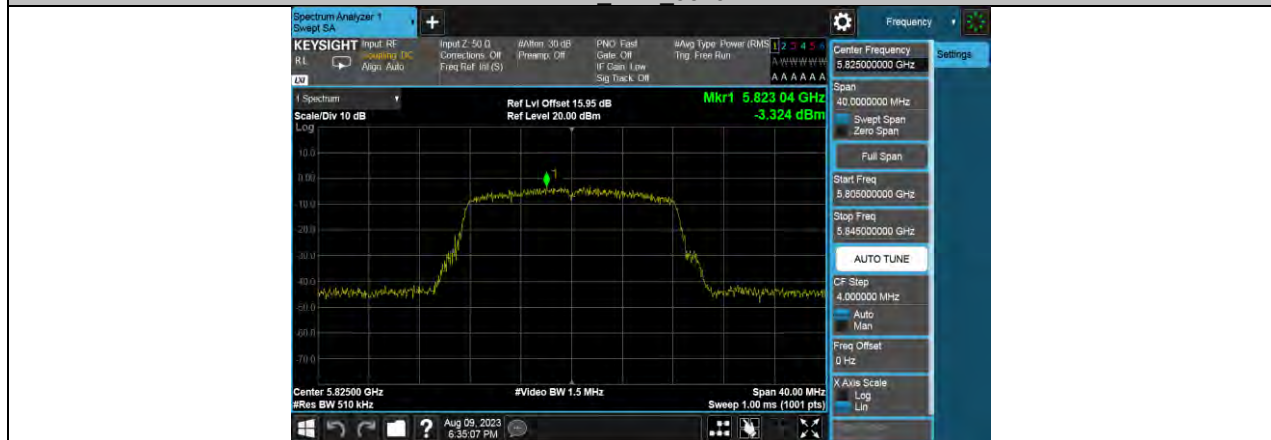 Spectrum Analyzer 1
Swept SA
Frequency
KEYSIGHT
RL
LXI
Input: RF
Coupling: DC
Align: Auto
Input Z: 50 Ω
Corrections: Off
Freq Ref: Int (S)
#Atten: 30 dB
Preamp: Off
PNO: Fast
Gate: Off
IF Gain: Low
Sig Track: Off
#Avg Type: Power (RMS
Trig: Free Run
1 2 3 4 5 6
A W W W W W
A A A A A A
1 Spectrum
Scale/Div 10 dB
Log
Ref Lvl Offset 15.95 dB
Ref Level 20.00 dBm
Mkr1 5.823 04 GHz
-3.324 dBm
10.0
0.00
-10.0
-20.0
-30.0
-40.0
-50.0
-60.0
-70.0
1
Center 5.82500 GHz
#Res BW 510 kHz
#Video BW 1.5 MHz
Span 40.00 MHz
Sweep 1.00 ms (1001 pts)
Center Frequency
5.825000000 GHz
Settings
Span
40.0000000 MHz
Swept Span
Zero Span
Full Span
Start Freq
5.805000000 GHz
Stop Freq
5.845000000 GHz
AUTO TUNE
CF Step
4.000000 MHz
Auto
Man
Freq Offset
0 Hz
X Axis Scale
Log
Lin
?
Aug 09, 2023
6:35:07 PM